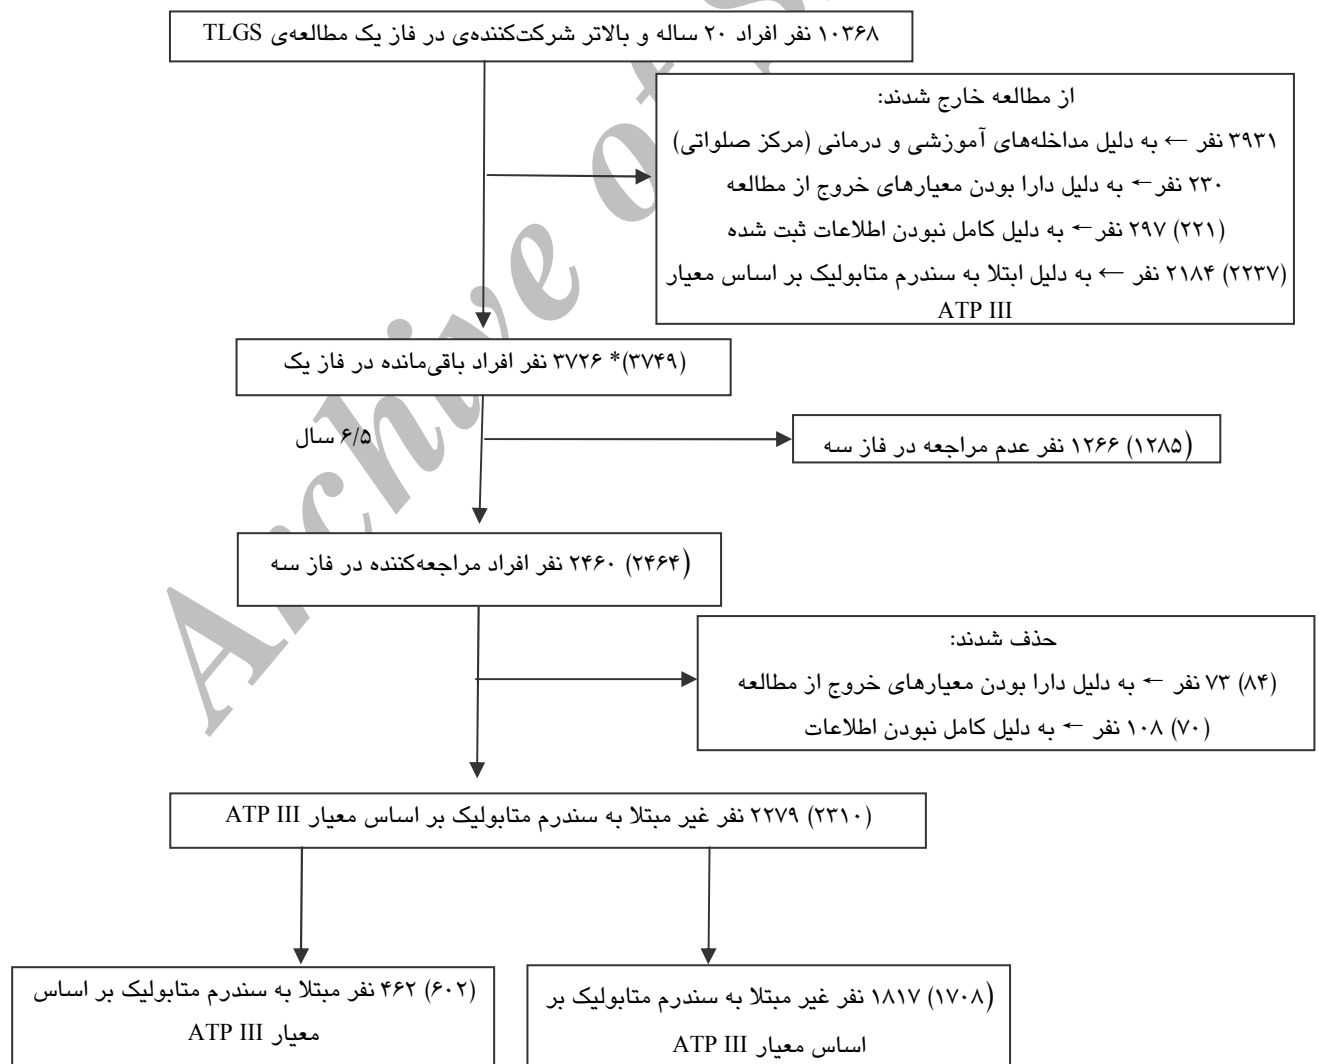 ۱۰۳۶۸ نفر افراد ۲۰ ساله و بالاتر شرکت‌کننده‌ی در فاز یک مطالعه‌ی TLGS
از مطالعه خارج شدند:
۳۹۳۱ نفر ← به دلیل مداخله‌های آموزشی و درمانی (مرکز صلواتی)
۲۳۰ نفر ← به دلیل دارا بودن معیارهای خروج از مطالعه
(۲۲۱) ۲۹۷ نفر ← به دلیل کامل نبودن اطلاعات ثبت شده
(۲۲۳۷) ۲۱۸۴ نفر ← به دلیل ابتلا به سندرم متابولیک بر اساس معیار
ATP III
(۳۷۴۹)* ۳۷۲۶ نفر افراد باقی‌مانده در فاز یک
۶/۵ سال
(۱۲۸۵) ۱۲۶۶ نفر عدم مراجعه در فاز سه
(۲۴۶۴) ۲۴۶۰ نفر افراد مراجعه‌کننده در فاز سه
حذف شدند:
(۸۴) ۷۳ نفر ← به دلیل دارا بودن معیارهای خروج از مطالعه
(۷۰) ۱۰۸ نفر ← به دلیل کامل نبودن اطلاعات
(۲۳۱۰) ۲۲۷۹ نفر غیر مبتلا به سندرم متابولیک بر اساس معیار ATP III
(۱۷۰۸) ۱۸۱۷ نفر غیر مبتلا به سندرم متابولیک بر
اساس معیار ATP III
(۶۰۲) ۴۶۲ نفر مبتلا به سندرم متابولیک بر اساس
معیار ATP III
Archive of